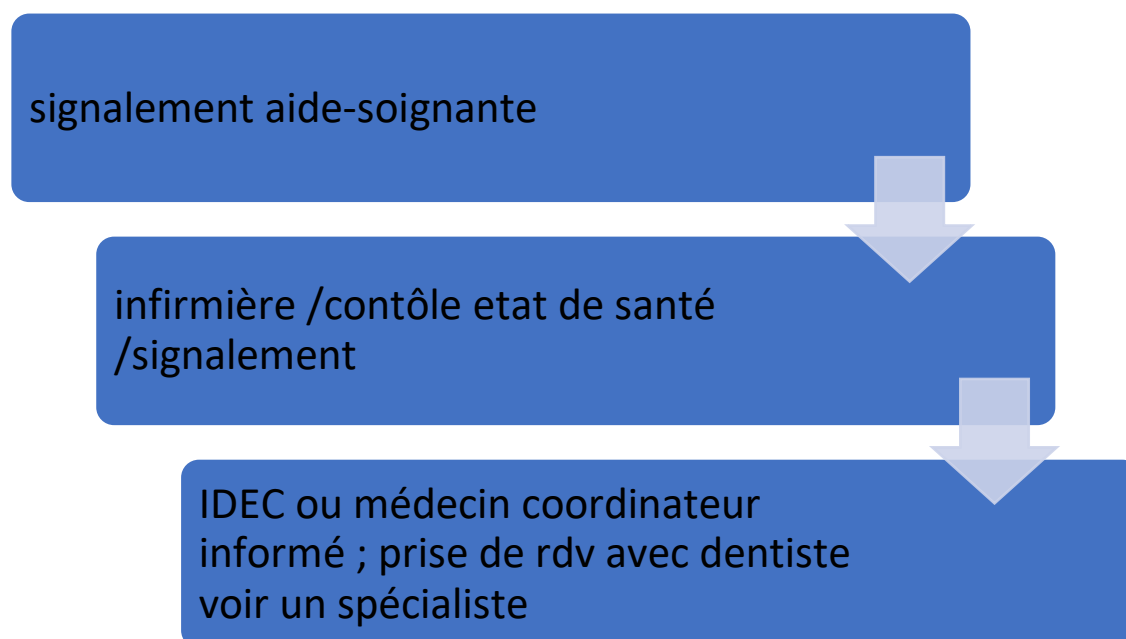 signalement aide-soignante
infirmière /contôle etat de santé
/signalement
IDEC ou médecin coordinateur
informé ; prise de rdv avec dentiste
voir un spécialiste